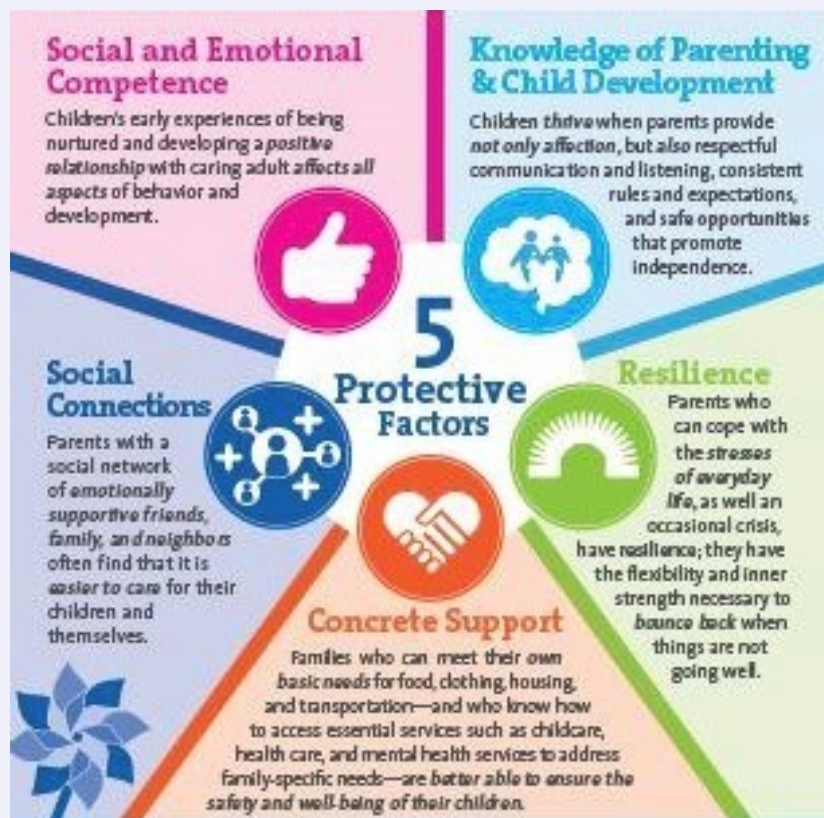 Social and Emotional
Competence
Children's early experiences of being
nurtured and developing a positive
relationship with caring adult affects all
aspects of behavior and
development.
Knowledge of Parenting
& Child Development
Children thrive when parents provide
not only affection, but also respectful
communication and listening, consistent
rules and expectations,
and safe opportunities
that promote
independence.
5
Protective
Factors
Social
Connections
Parents with a
social network
of emotionally
supportive friends,
family, and neighbors
often find that it is
easier to care for their
children and
themselves.
Resilience
Parents who
can cope with
the stresses
of everyday
life, as well an
occasional crisis,
have resilience; they have
the flexibility and inner
strength necessary to
bounce back when
things are not
going well.
Concrete Support
Families who can meet their own
basic needs for food, clothing, housing,
and transportation—and who know how
to access essential services such as childcare,
health care, and mental health services to address
family-specific needs—are better able to ensure the
safety and well-being of their children.